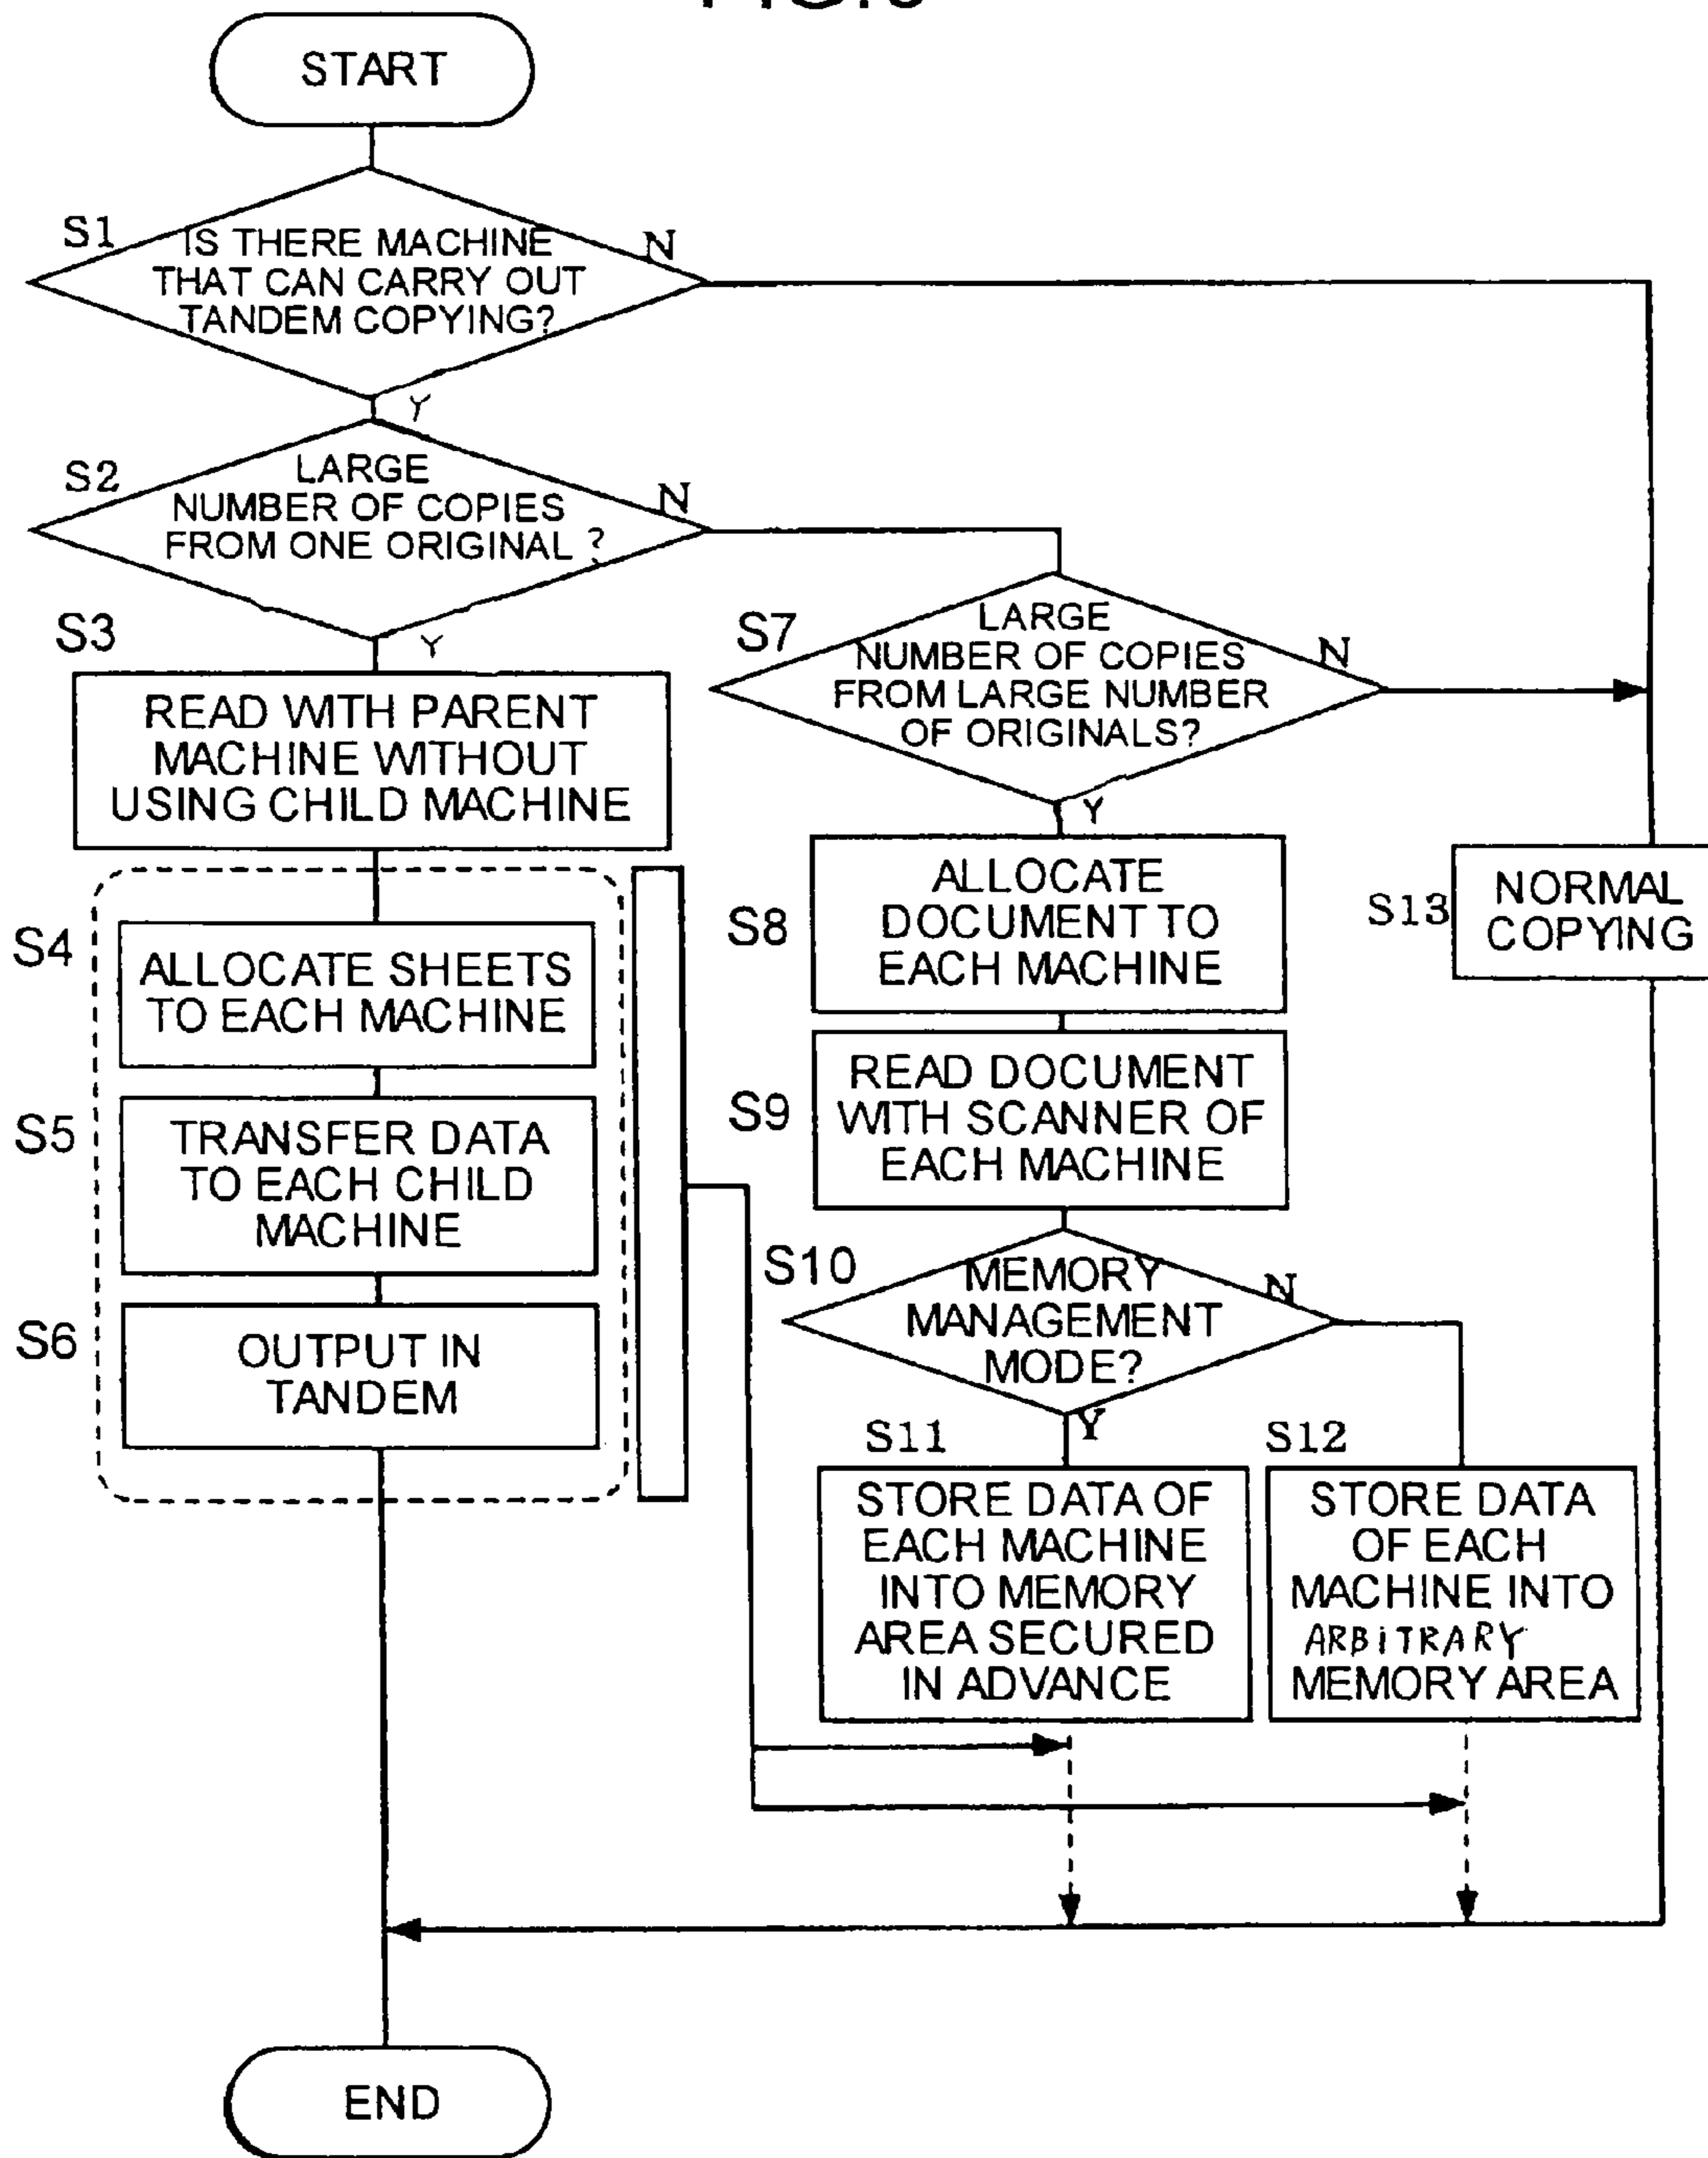 START
S1
IS THERE MACHINE
THAT CAN CARRY OUT
TANDEM COPYING?
N
Y
S2
LARGE
NUMBER OF COPIES
FROM ONE ORIGINAL ?
N
Y
S3
READ WITH PARENT
MACHINE WITHOUT
USING CHILD MACHINE
S4
ALLOCATE SHEETS
TO EACH MACHINE
S5
TRANSFER DATA
TO EACH CHILD
MACHINE
S6
OUTPUT IN
TANDEM
S7
LARGE
NUMBER OF COPIES
FROM LARGE NUMBER
OF ORIGINALS?
N
Y
S8
ALLOCATE
DOCUMENT TO
EACH MACHINE
S9
READ DOCUMENT
WITH SCANNER OF
EACH MACHINE
S10
MEMORY
MANAGEMENT
MODE?
N
Y
S11
STORE DATA OF
EACH MACHINE
INTO MEMORY
AREA SECURED
IN ADVANCE
S12
STORE DATA
OF EACH
MACHINE INTO
ARBITRARY
MEMORY AREA
S13
NORMAL
COPYING
END